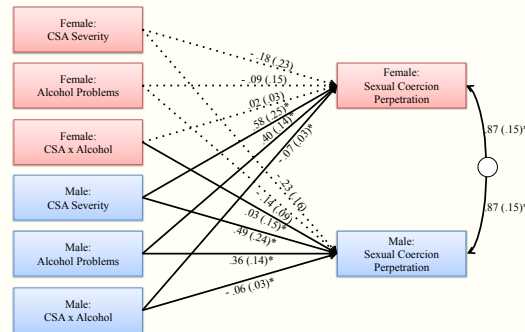 Female:
CSA Severity
Female:
Alcohol Problems
Female:
CSA x Alcohol
Male:
CSA Severity
Male:
Alcohol Problems
Male:
CSA x Alcohol
- .18 (.23)
- .09 (.15)
.02 (.03)
.58 (.25)*
.40 (.14)*
-.07 (.03)*
-.23 (.16)
-.14 (.09)
.03 (.15)*
.49 (.24)*
.36 (.14)*
- .06 (.03)*
Female:
Sexual Coercion
Perpetration
Male:
Sexual Coercion
Perpetration
.87 (.15)*
.87 (.15)*